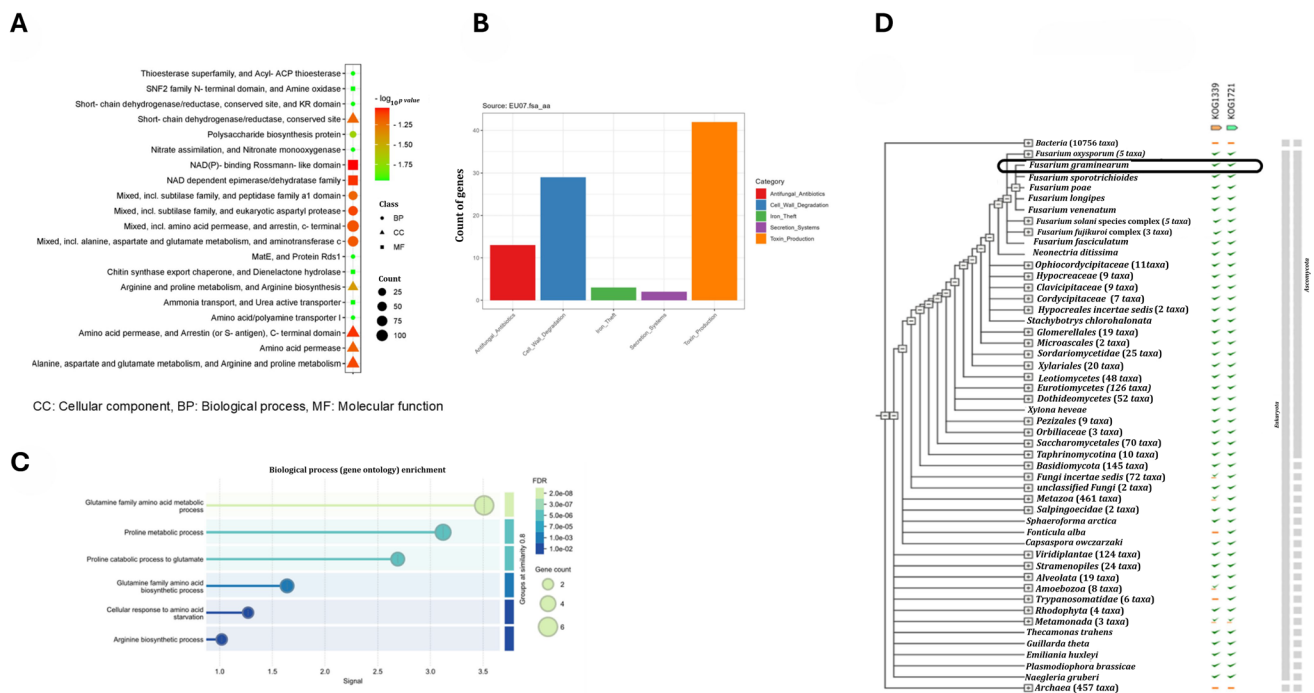 A
Thioesterase superfamily, and Acyl- ACP thioesterase
SNF2 family N- terminal domain, and Amine oxidase
Short- chain dehydrogenase/reductase, conserved site, and KR domain
Short- chain dehydrogenase/reductase, conserved site
Polysaccharide biosynthesis protein
Nitrate assimilation, and Nitronate monooxygenase
NAD(P)- binding Rossmann- like domain
NAD dependent epimerase/dehydratase family
Mixed, incl. subtilase family, and peptidase family a1 domain
Mixed, incl. subtilase family, and eukaryotic aspartyl protease
Mixed, incl. amino acid permease, and arrestin, c- terminal
Mixed, incl. alanine, aspartate and glutamate metabolism, and aminotransferase c
MatE, and Protein Rds1
Chitin synthase export chaperone, and Dienelactone hydrolase
Arginine and proline metabolism, and Arginine biosynthesis
Ammonia transport, and Urea active transporter
Amino acid/polyamine transporter I
Amino acid permease, and Arrestin (or S- antigen), C- terminal domain
Amino acid permease
Alanine, aspartate and glutamate metabolism, and Arginine and proline metabolism
- log10 p value
- 1.25
- 1.50
- 1.75
Class
BP
CC
MF
Count
25
50
75
100
CC: Cellular component, BP: Biological process, MF: Molecular function
B
Source: EU07.fsa_aa
Count of genes
40
30
20
10
0
Antifungal_Antibiotics
Cell_Wall_Degradation
Iron_Theft
Secretion_Systems
Toxin_Production
Category
Antifungal_Antibiotics
Cell_Wall_Degradation
Iron_Theft
Secretion_Systems
Toxin_Production
C
Biological process (gene ontology) enrichment
Glutamine family amino acid metabolic
process
Proline metabolic process
Proline catabolic process to glutamate
Glutamine family amino acid
biosynthetic process
Cellular response to amino acid
starvation
Arginine biosynthetic process
1.0
1.5
2.0
2.5
3.0
3.5
Signal
Groups at similarity 0.8
FDR
2.0e-08
3.0e-07
5.0e-06
7.0e-05
1.0e-03
1.0e-02
Gene count
2
4
6
D
KOG1339
KOG1721
Bacteria (10756 taxa)
Fusarium oxysporum (5 taxa)
Fusarium graminearum
Fusarium sporotrichioides
Fusarium poae
Fusarium longipes
Fusarium venenatum
Fusarium solani species complex (5 taxa)
Fusarium fujikuroi complex (3 taxa)
Fusarium fasciculatum
Neonectria ditissima
Ophiocordycipitaceae (11taxa)
Hypocreaceae (9 taxa)
Clavicipitaceae (9 taxa)
Cordycipitaceae (7 taxa)
Hypocreales incertae sedis (2 taxa)
Stachybotrys chlorohalonata
Glomerellales (19 taxa)
Microascales (2 taxa)
Sordariomycetidae (25 taxa)
Xylariales (20 taxa)
Leotiomycetes (48 taxa)
Eurotiomycetes (126 taxa)
Dothideomycetes (52 taxa)
Xyiona heveae
Pezizales (9 taxa)
Orbiliaceae (3 taxa)
Saccharomycetales (70 taxa)
Taphrinomycotina (10 taxa)
Basidiomycota (145 taxa)
Fungi incertae sedis (72 taxa)
unclassified Fungi (2 taxa)
Metazoa (461 taxa)
Salpingoecidae (2 taxa)
Sphaeroforma arctica
Fonticula alba
Capsaspora owczarzaki
Viridiplantae (124 taxa)
Stramenopiles (24 taxa)
Alveolata (19 taxa)
Amoebozoa (8 taxa)
Trypanosomatidae (6 taxa)
Rhodophyta (4 taxa)
Metamonada (3 taxa)
Thecamonas trahens
Guillardia theta
Emiliania huxleyi
Plasmodiophora brassicae
Naegleria gruberi
Archaea (457 taxa)
Eukaryota
Ascomycota